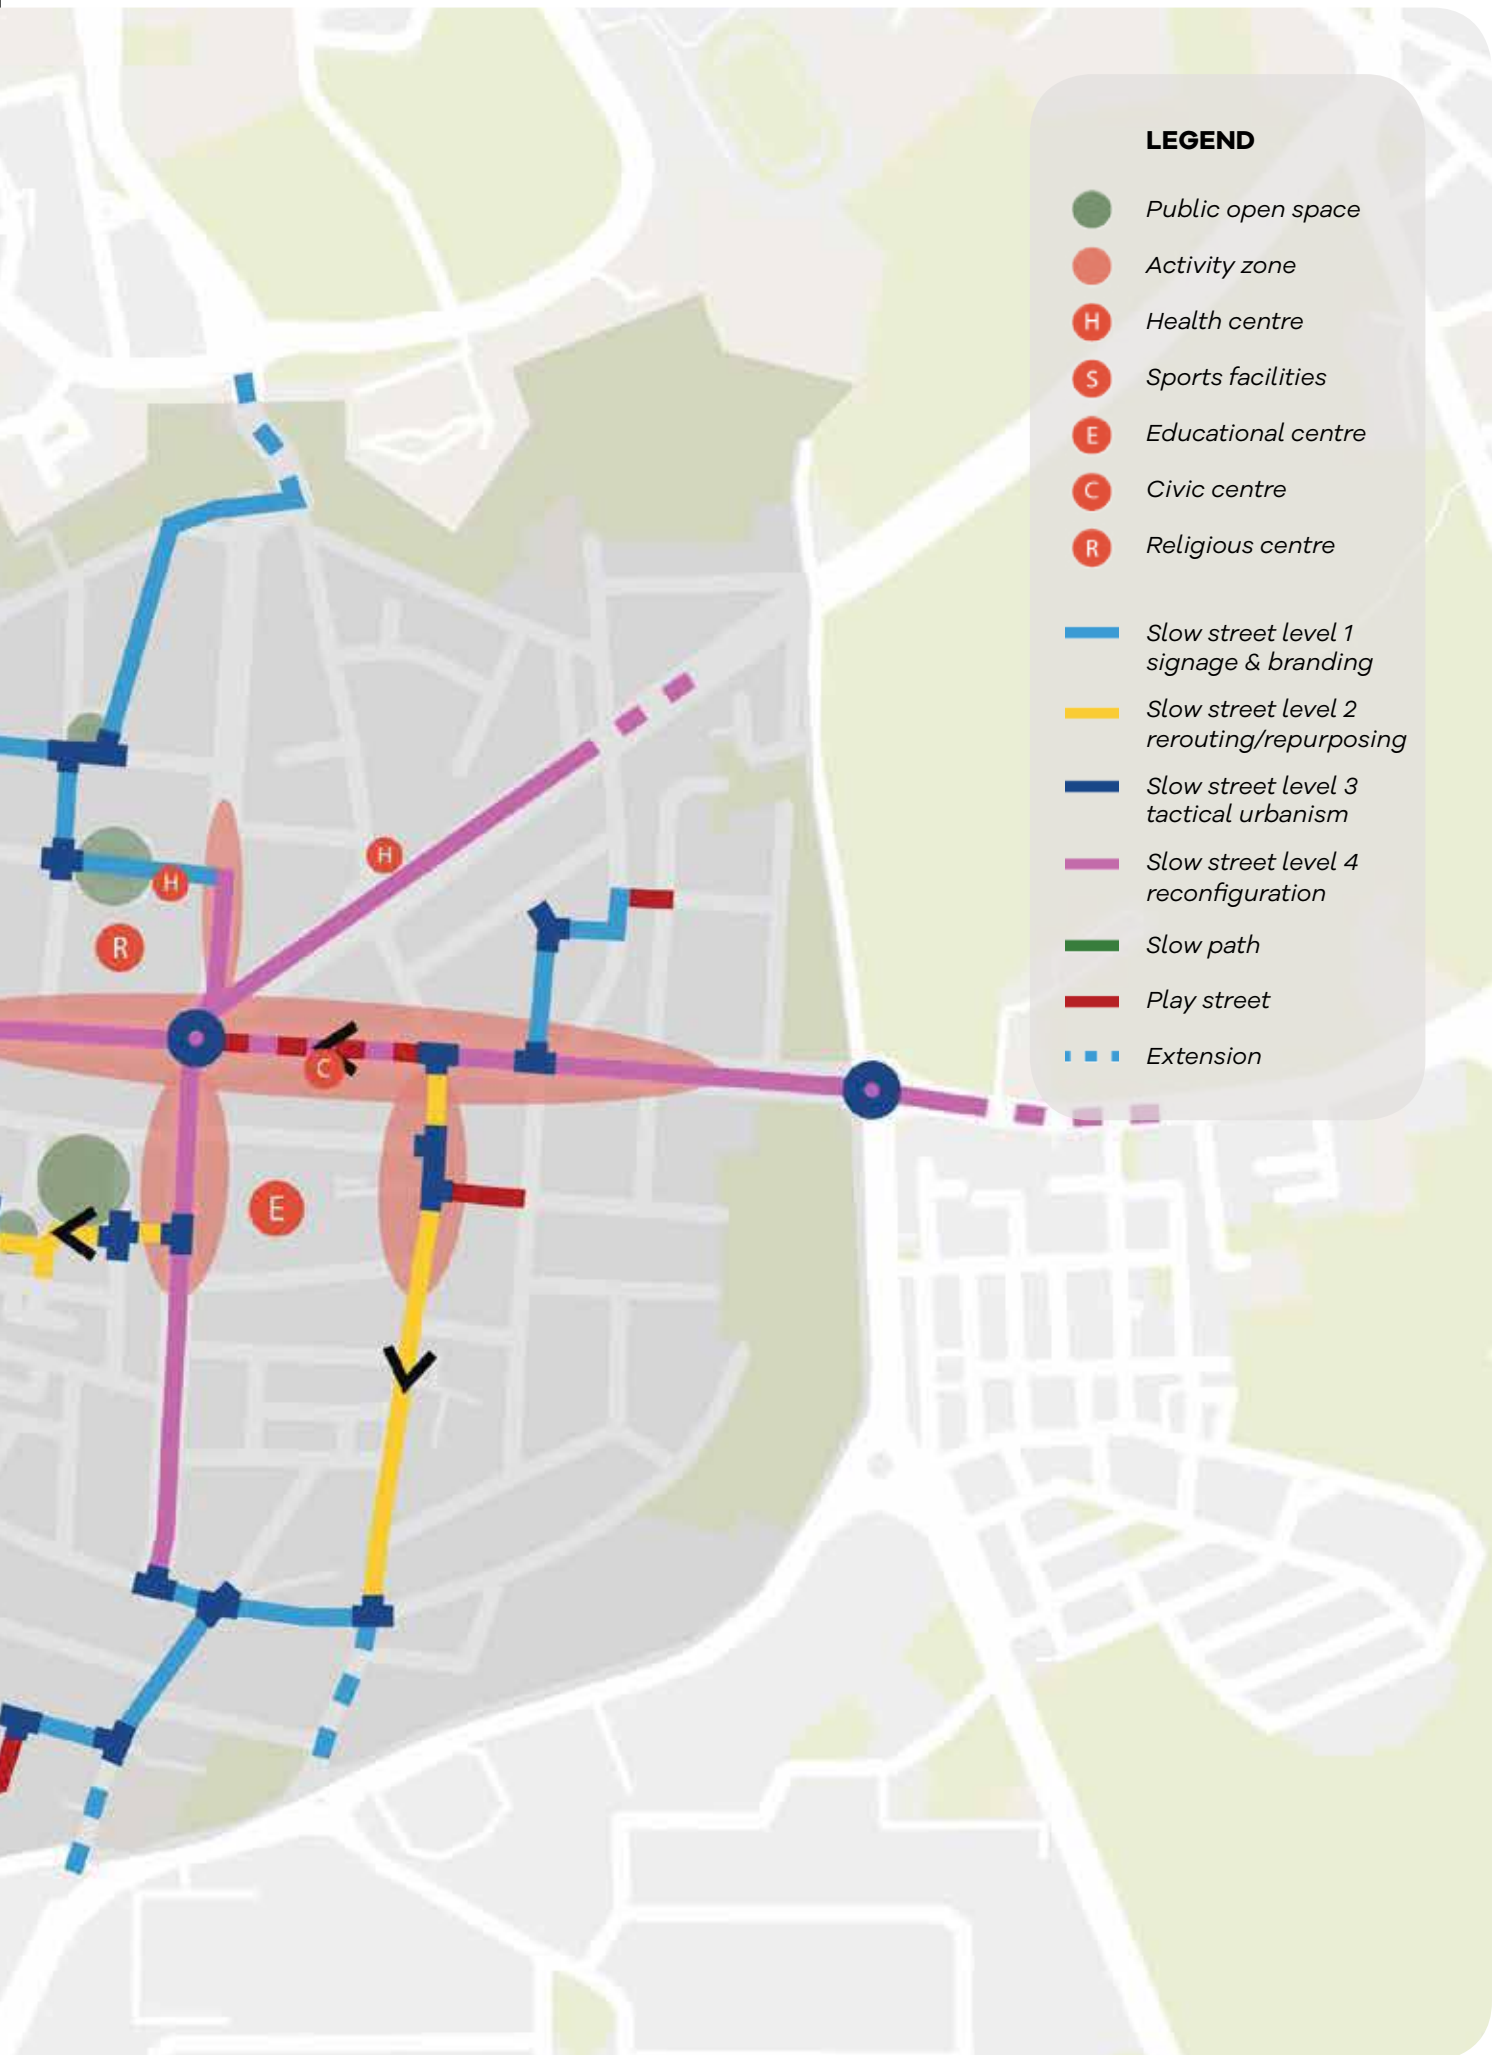 LEGEND
Public open space
Activity zone
H Health centre
S Sports facilities
E Educational centre
C Civic centre
R Religious centre
Slow street level 1
signage & branding
Slow street level 2
rerouting/repurposing
Slow street level 3
tactical urbanism
Slow street level 4
reconfiguration
Slow path
Play street
Extension
H
H
R
C
E